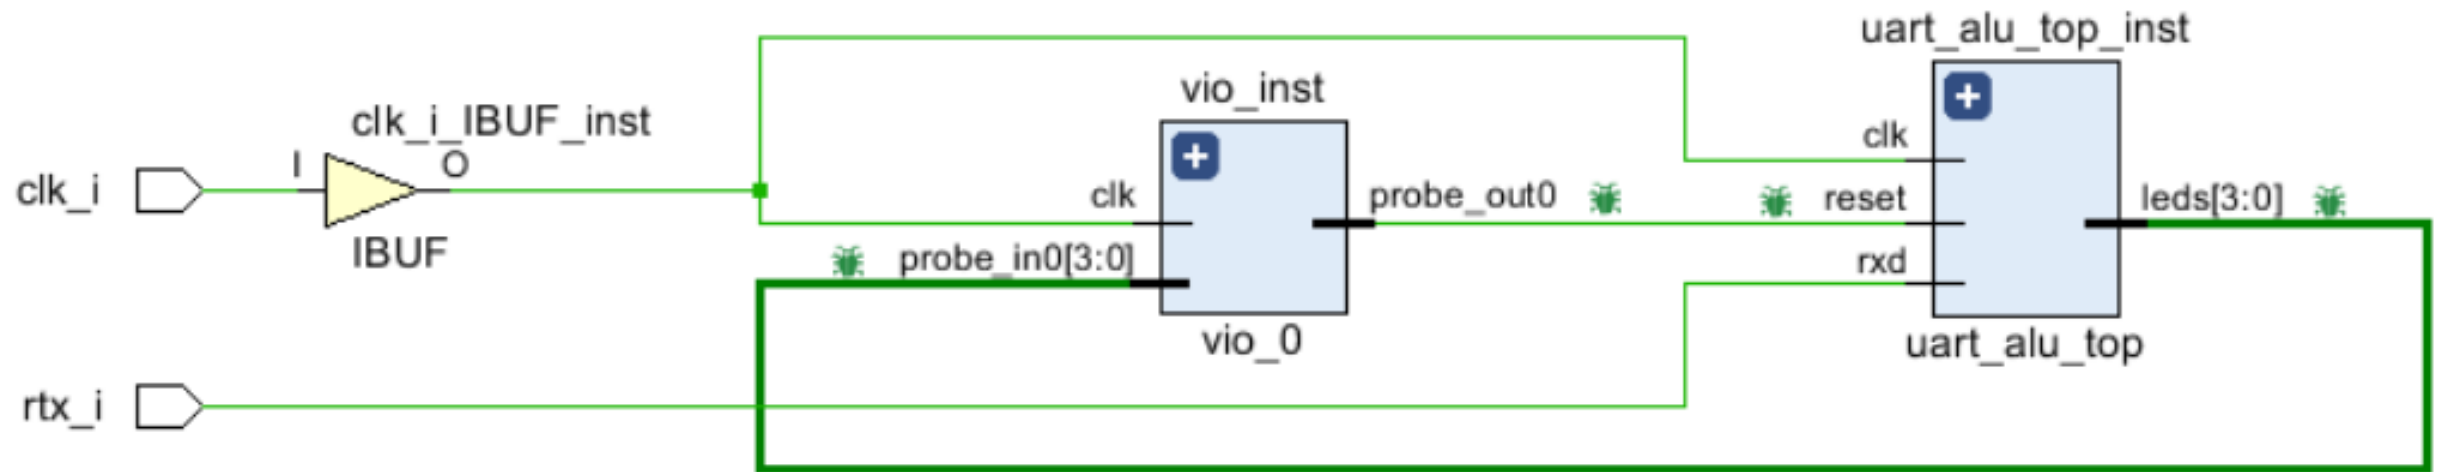 clk_i
I
clk_i_IBUF_inst
O
IBUF
rtx_i
vio_inst
clk
probe_in0[3:0]
probe_out0
vio_0
uart_alu_top_inst
clk
reset
rxd
leds[3:0]
uart_alu_top